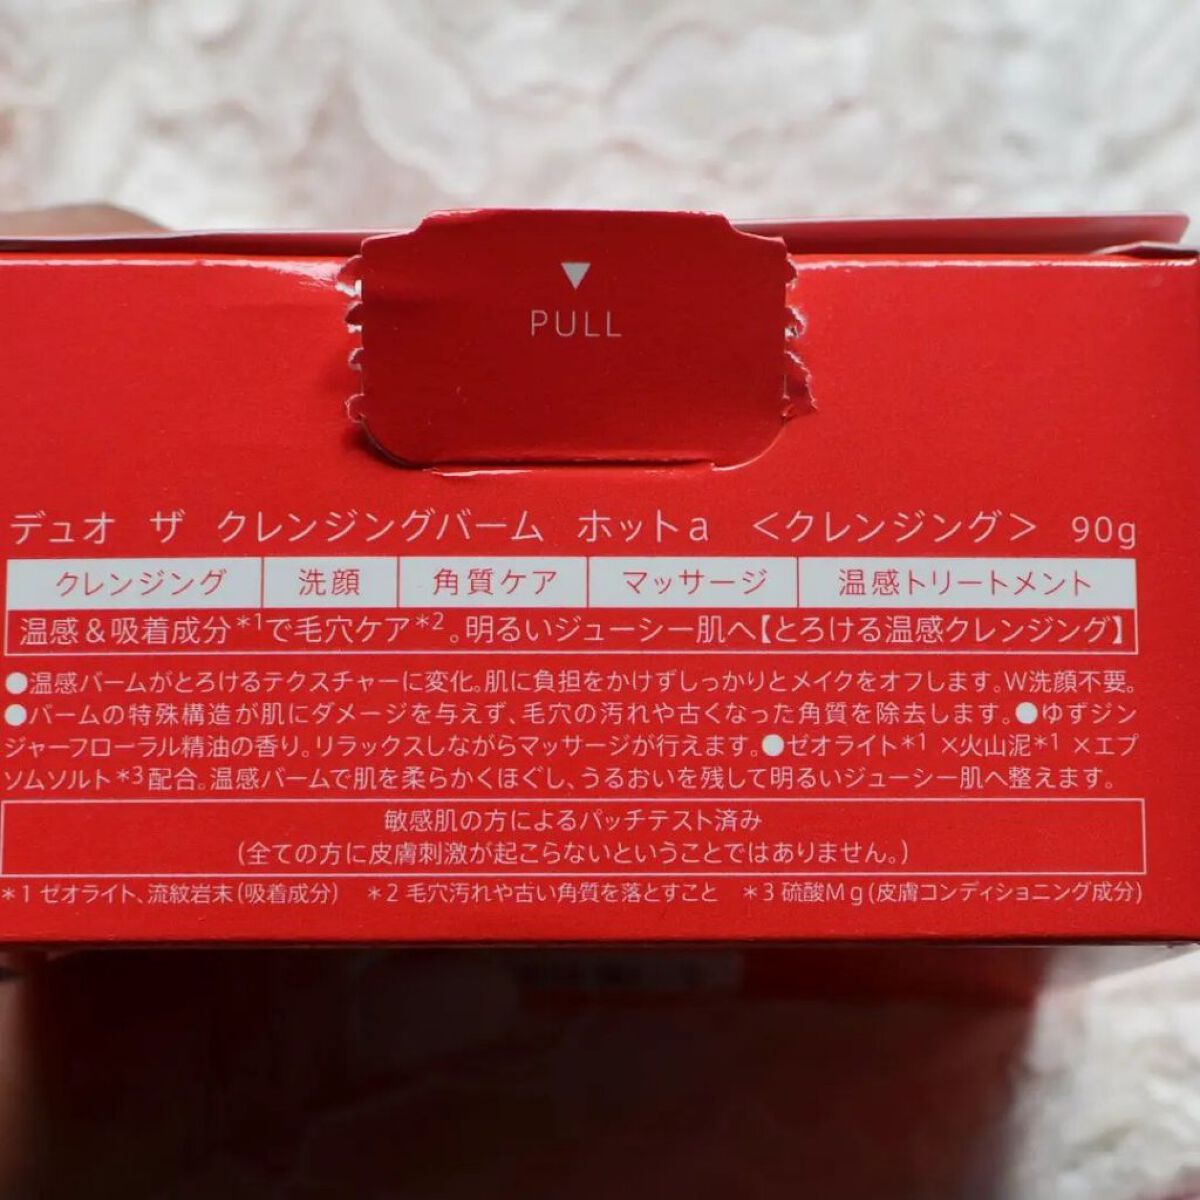 PULL
デュオ ザ クレンジングバーム ホットa <クレンジング> 90g
クレンジング 洗顔 角質ケア マッサージ 温感トリートメント
温感&吸着成分*1で毛穴ケア*2。明るいジューシー肌へ【とろける温感クレンジング】
●温感バームがとろけるテクスチャーに変化。肌に負担をかけずしっかりとメイクをオフします。W洗顔不要。
●バームの特殊構造が肌にダメージを与えず、毛穴の汚れや古くなった角質を除去します。●ゆずジン
ジャーフローラル精油の香り。リラックスしながらマッサージが行えます。●ゼオライト*1×火山泥*1×エプ
ソムソルト*3配合。温感バームで肌を柔らかくほぐし、うるおいを残して明るいジューシー肌へ整えます。
敏感肌の方によるパッチテスト済み
(全ての方に皮膚刺激が起こらないということではありません。)
*1 ゼオライト、流紋岩末(吸着成分) *2 毛穴汚れや古い角質を落とすこと *3 硫酸Mg(皮膚コンディショニング成分)